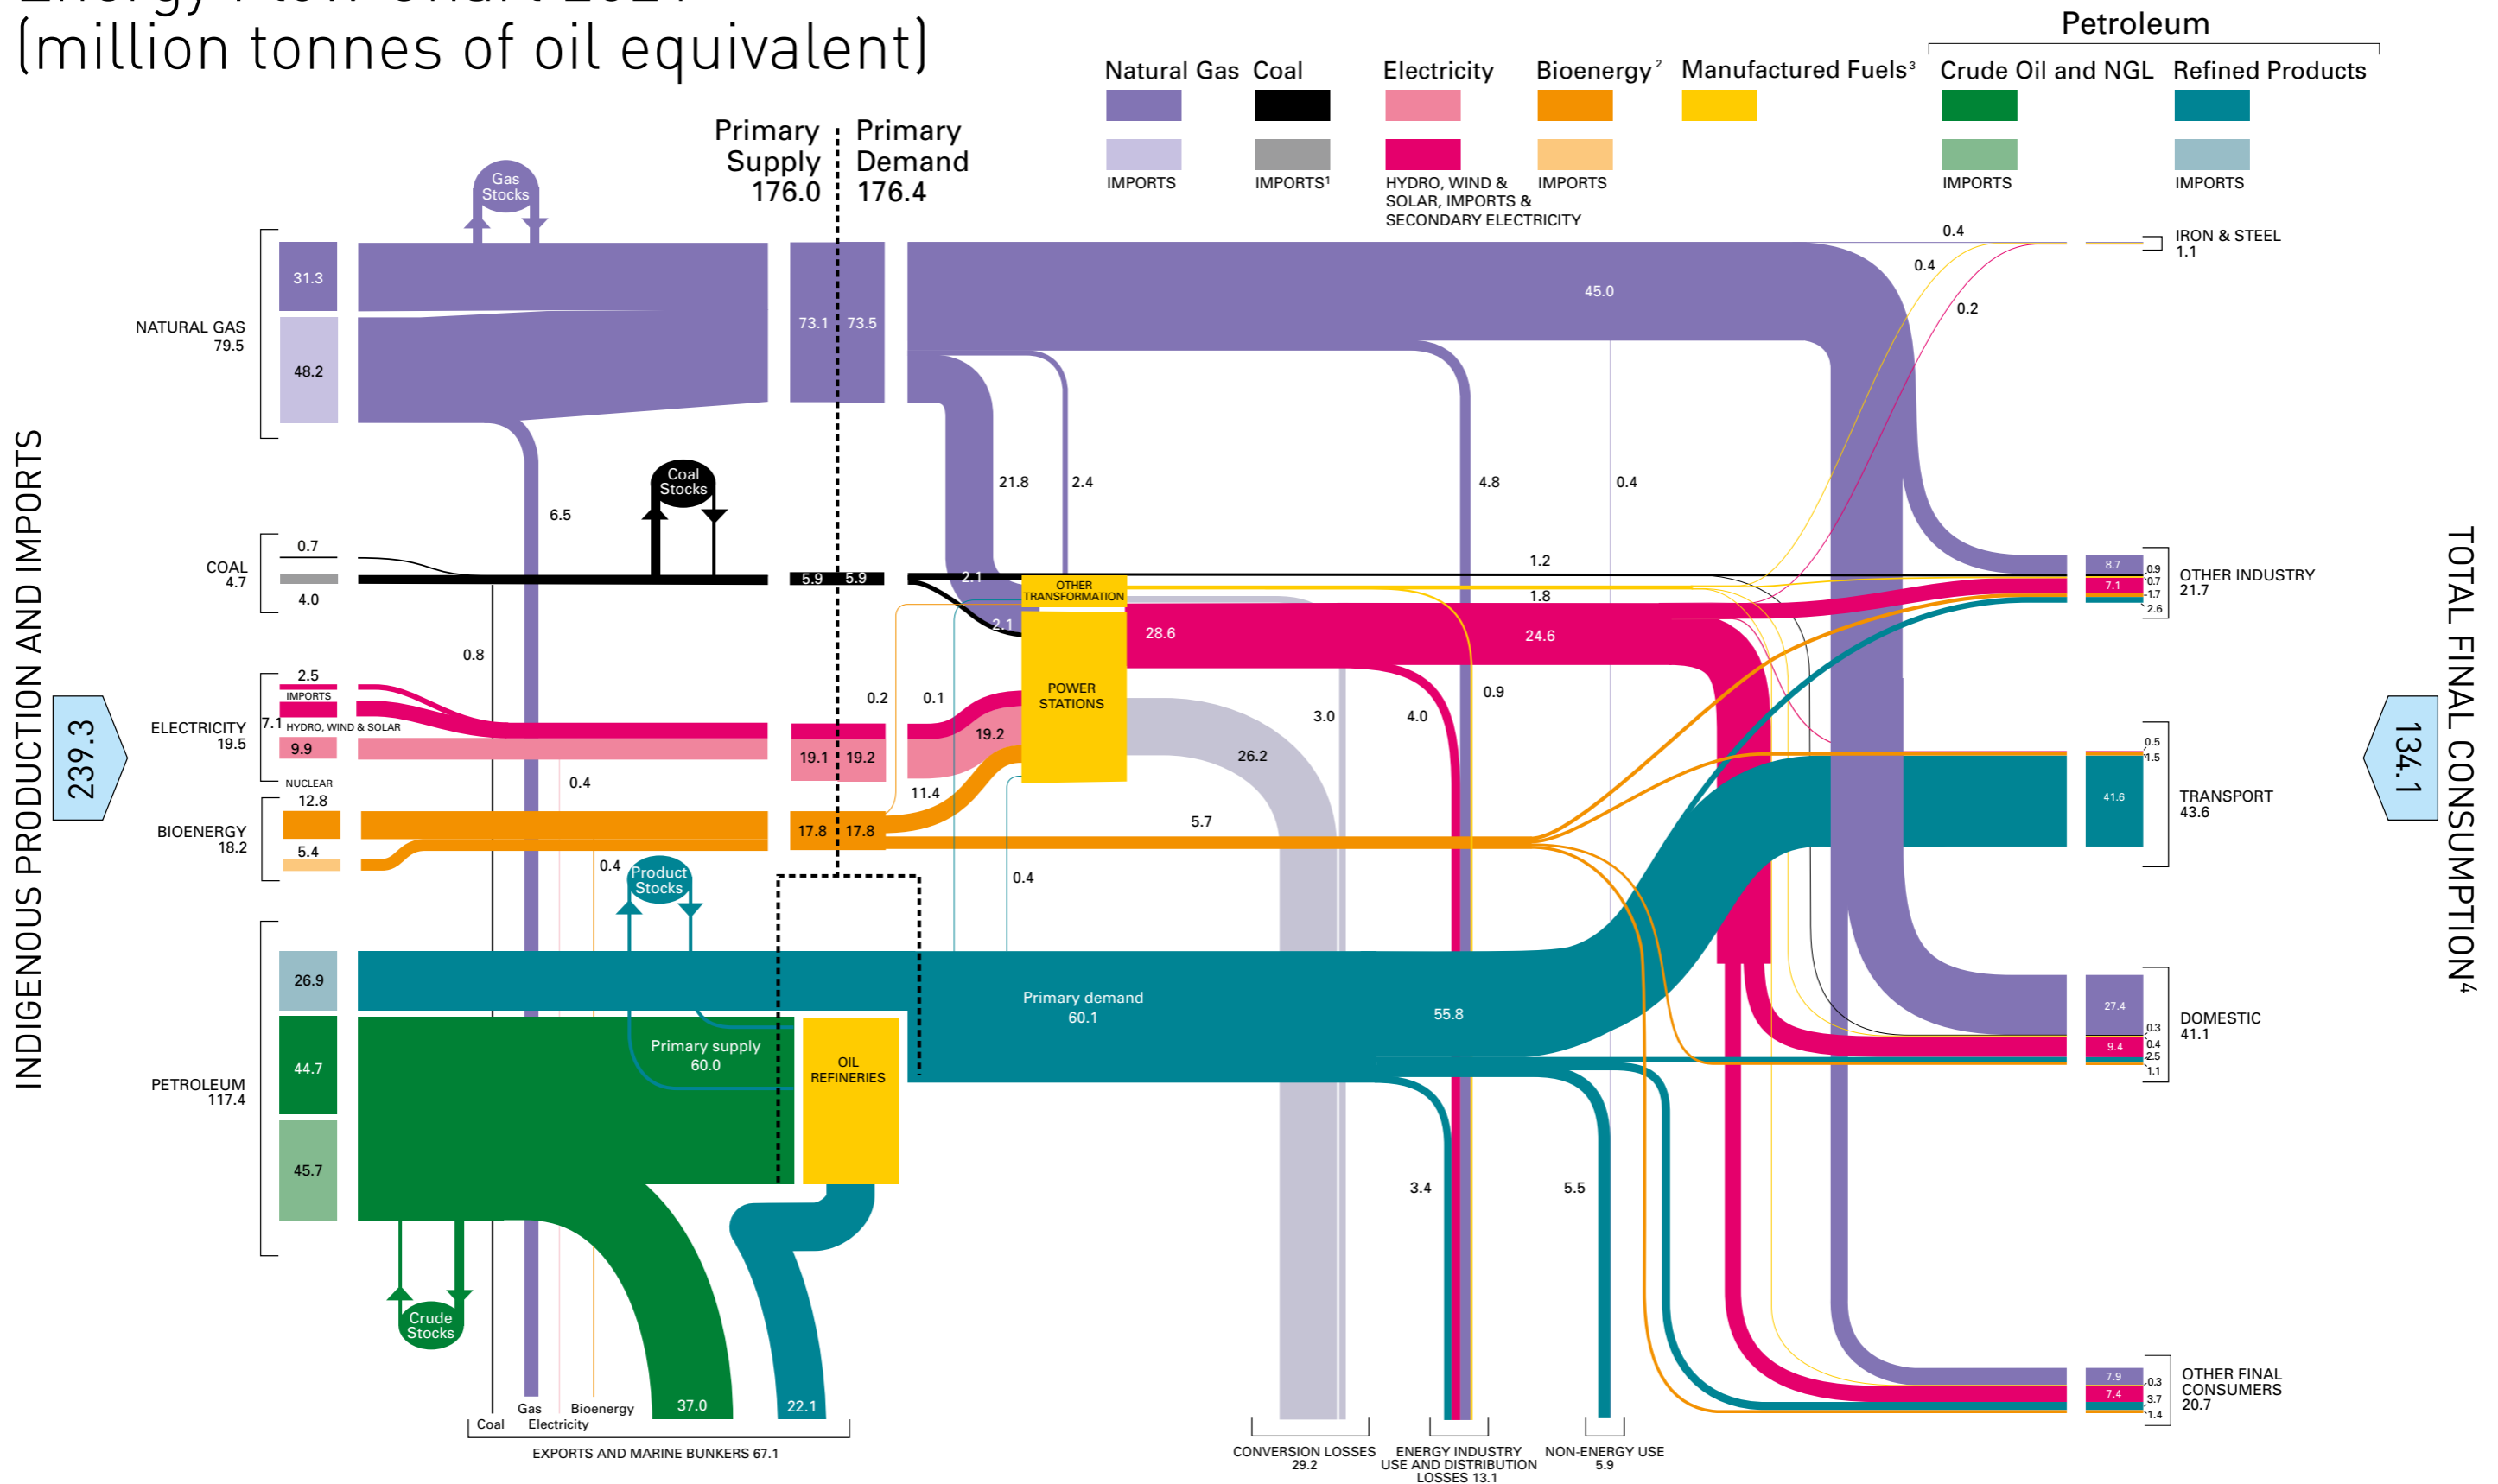 (million tonnes of oil equivalent)
Petroleum
Natural Gas
Coal
Electricity
Bioenergy²
Manufactured Fuels³
Crude Oil and NGL
Refined Products
IMPORTS
IMPORTS¹
HYDRO, WIND &
SOLAR, IMPORTS &
SECONDARY ELECTRICITY
IMPORTS
IMPORTS
IMPORTS
Primary
Supply
176.0
Primary
Demand
176.4
INDIGENOUS PRODUCTION AND IMPORTS
239.3
NATURAL GAS
79.5
31.3
48.2
Gas
Stocks
73.1
73.5
45.0
21.8
2.4
4.8
0.4
6.5
COAL
4.7
0.7
4.0
Coal
Stocks
5.9
5.9
2.1
2.1
0.8
1.2
1.8
ELECTRICITY
19.5
2.5
IMPORTS
7.1
HYDRO, WIND & SOLAR
9.9
NUCLEAR
19.1
19.2
19.2
0.4
0.2
0.1
OTHER
TRANSFORMATION
POWER
STATIONS
28.6
24.6
3.0
4.0
0.9
26.2
BIOENERGY
18.2
12.8
5.4
17.8
17.8
11.4
5.7
0.4
0.4
PETROLEUM
117.4
26.9
44.7
45.7
Product
Stocks
Primary supply
60.0
OIL
REFINERIES
Primary demand
60.1
55.8
3.4
5.5
Crude
Stocks
37.0
22.1
Coal
Gas
Electricity
Bioenergy
EXPORTS AND MARINE BUNKERS 67.1
CONVERSION LOSSES
29.2
ENERGY INDUSTRY
USE AND DISTRIBUTION
LOSSES 13.1
NON-ENERGY USE
5.9
0.4
0.4
0.2
IRON & STEEL
1.1
8.7
0.9
0.7
7.1
1.7
2.6
OTHER INDUSTRY
21.7
0.5
1.5
41.6
TRANSPORT
43.6
27.4
0.3
0.4
9.4
2.5
1.1
DOMESTIC
41.1
7.9
0.3
7.4
3.7
1.4
OTHER FINAL
CONSUMERS
20.7
134.1
TOTAL FINAL CONSUMPTION⁴